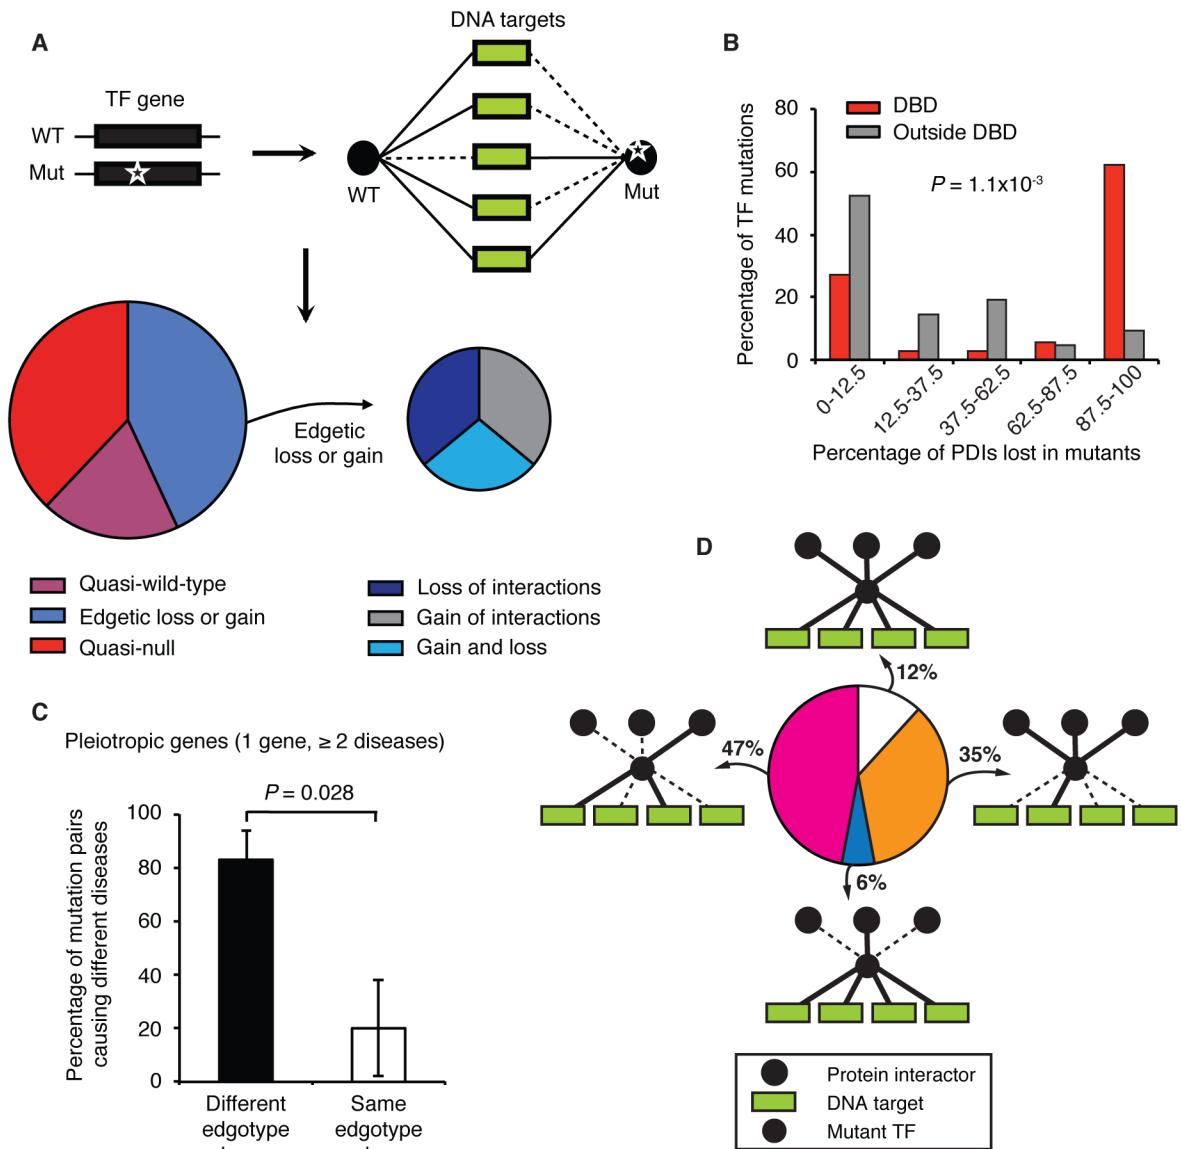 A
DNA targets
TF gene
WT
Mut
WT
Mut
Edgetic
loss or gain
Quasi-wild-type
Edgetic loss or gain
Quasi-null
Loss of interactions
Gain of interactions
Gain and loss
B
DBD
Outside DBD
P = 1.1x10-3
Percentage of TF mutations
80
60
40
20
0
0-12.5
12.5-37.5
37.5-62.5
62.5-87.5
87.5-100
Percentage of PDIs lost in mutants
C
Pleiotropic genes (1 gene, ≥ 2 diseases)
P = 0.028
Percentage of mutation pairs
causing different diseases
100
80
60
40
20
0
Different
edgotype
Same
edgotype
D
12%
47%
35%
6%
Protein interactor
DNA target
Mutant TF